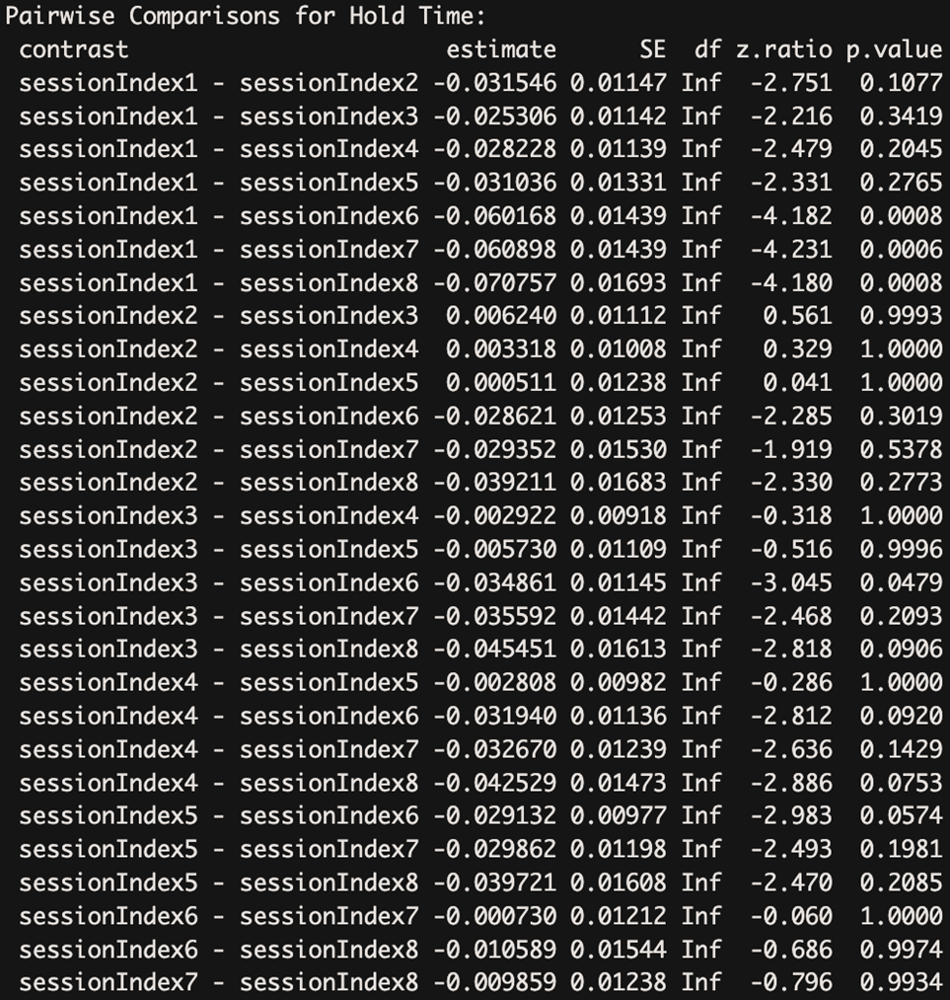 Pairwise Comparisons for Hold Time:
contrast estimate SE df z.ratio p.value
sessionIndex1 - sessionIndex2 -0.031546 0.01147 Inf -2.751 0.1077
sessionIndex1 - sessionIndex3 -0.025306 0.01142 Inf -2.216 0.3419
sessionIndex1 - sessionIndex4 -0.028228 0.01139 Inf -2.479 0.2045
sessionIndex1 - sessionIndex5 -0.031036 0.01331 Inf -2.331 0.2765
sessionIndex1 - sessionIndex6 -0.060168 0.01439 Inf -4.182 0.0008
sessionIndex1 - sessionIndex7 -0.060898 0.01439 Inf -4.231 0.0006
sessionIndex1 - sessionIndex8 -0.070757 0.01693 Inf -4.180 0.0008
sessionIndex2 - sessionIndex3 0.006240 0.01112 Inf 0.561 0.9993
sessionIndex2 - sessionIndex4 0.003318 0.01008 Inf 0.329 1.0000
sessionIndex2 - sessionIndex5 0.000511 0.01238 Inf 0.041 1.0000
sessionIndex2 - sessionIndex6 -0.028621 0.01253 Inf -2.285 0.3019
sessionIndex2 - sessionIndex7 -0.029352 0.01530 Inf -1.919 0.5378
sessionIndex2 - sessionIndex8 -0.039211 0.01683 Inf -2.330 0.2773
sessionIndex3 - sessionIndex4 -0.002922 0.00918 Inf -0.318 1.0000
sessionIndex3 - sessionIndex5 -0.005730 0.01109 Inf -0.516 0.9996
sessionIndex3 - sessionIndex6 -0.034861 0.01145 Inf -3.045 0.0479
sessionIndex3 - sessionIndex7 -0.035592 0.01442 Inf -2.468 0.2093
sessionIndex3 - sessionIndex8 -0.045451 0.01613 Inf -2.818 0.0906
sessionIndex4 - sessionIndex5 -0.002808 0.00982 Inf -0.286 1.0000
sessionIndex4 - sessionIndex6 -0.031940 0.01136 Inf -2.812 0.0920
sessionIndex4 - sessionIndex7 -0.032670 0.01239 Inf -2.636 0.1429
sessionIndex4 - sessionIndex8 -0.042529 0.01473 Inf -2.886 0.0753
sessionIndex5 - sessionIndex6 -0.029132 0.00977 Inf -2.983 0.0574
sessionIndex5 - sessionIndex7 -0.029862 0.01198 Inf -2.493 0.1981
sessionIndex5 - sessionIndex8 -0.039721 0.01608 Inf -2.470 0.2085
sessionIndex6 - sessionIndex7 -0.000730 0.01212 Inf -0.060 1.0000
sessionIndex6 - sessionIndex8 -0.010589 0.01544 Inf -0.686 0.9974
sessionIndex7 - sessionIndex8 -0.009859 0.01238 Inf -0.796 0.9934